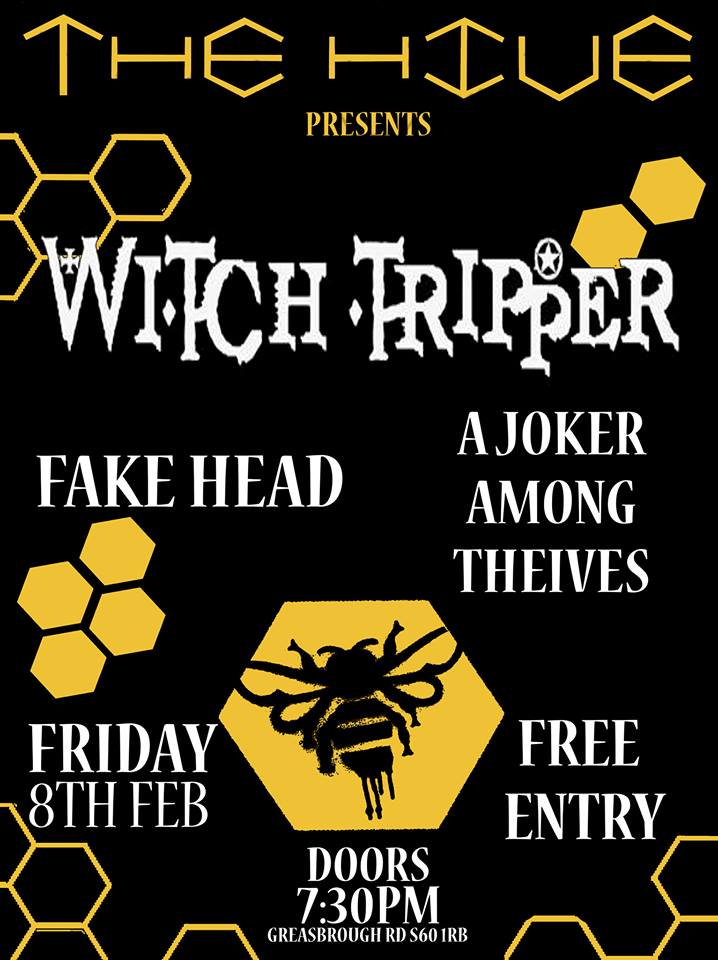 THE HIVE
PRESENTS
WITCH TRIPPER
FAKE HEAD
A JOKER
AMONG
THEIVES
FRIDAY
8TH FEB
FREE
ENTRY
DOORS
7:30PM
GREASBROUGH RD S60 1RB